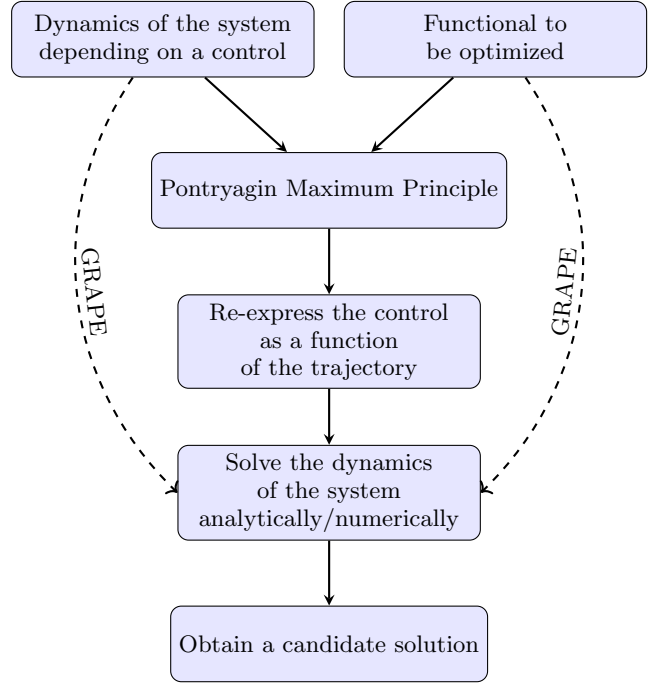 Dynamics of the system
depending on a control
Functional to
be optimized
Pontryagin Maximum Principle
GRAPE
GRAPE
Re-express the control
as a function
of the trajectory
Solve the dynamics
of the system
analytically/numerically
Obtain a candidate solution